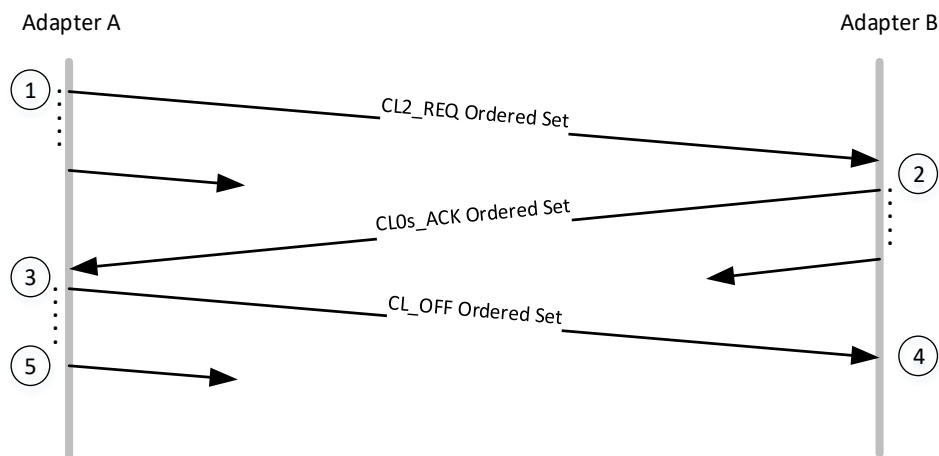 Adapter A
Adapter B
1
CL2_REQ Ordered Set
2
CL0s_ACK Ordered Set
3
CL_OFF Ordered Set
4
5